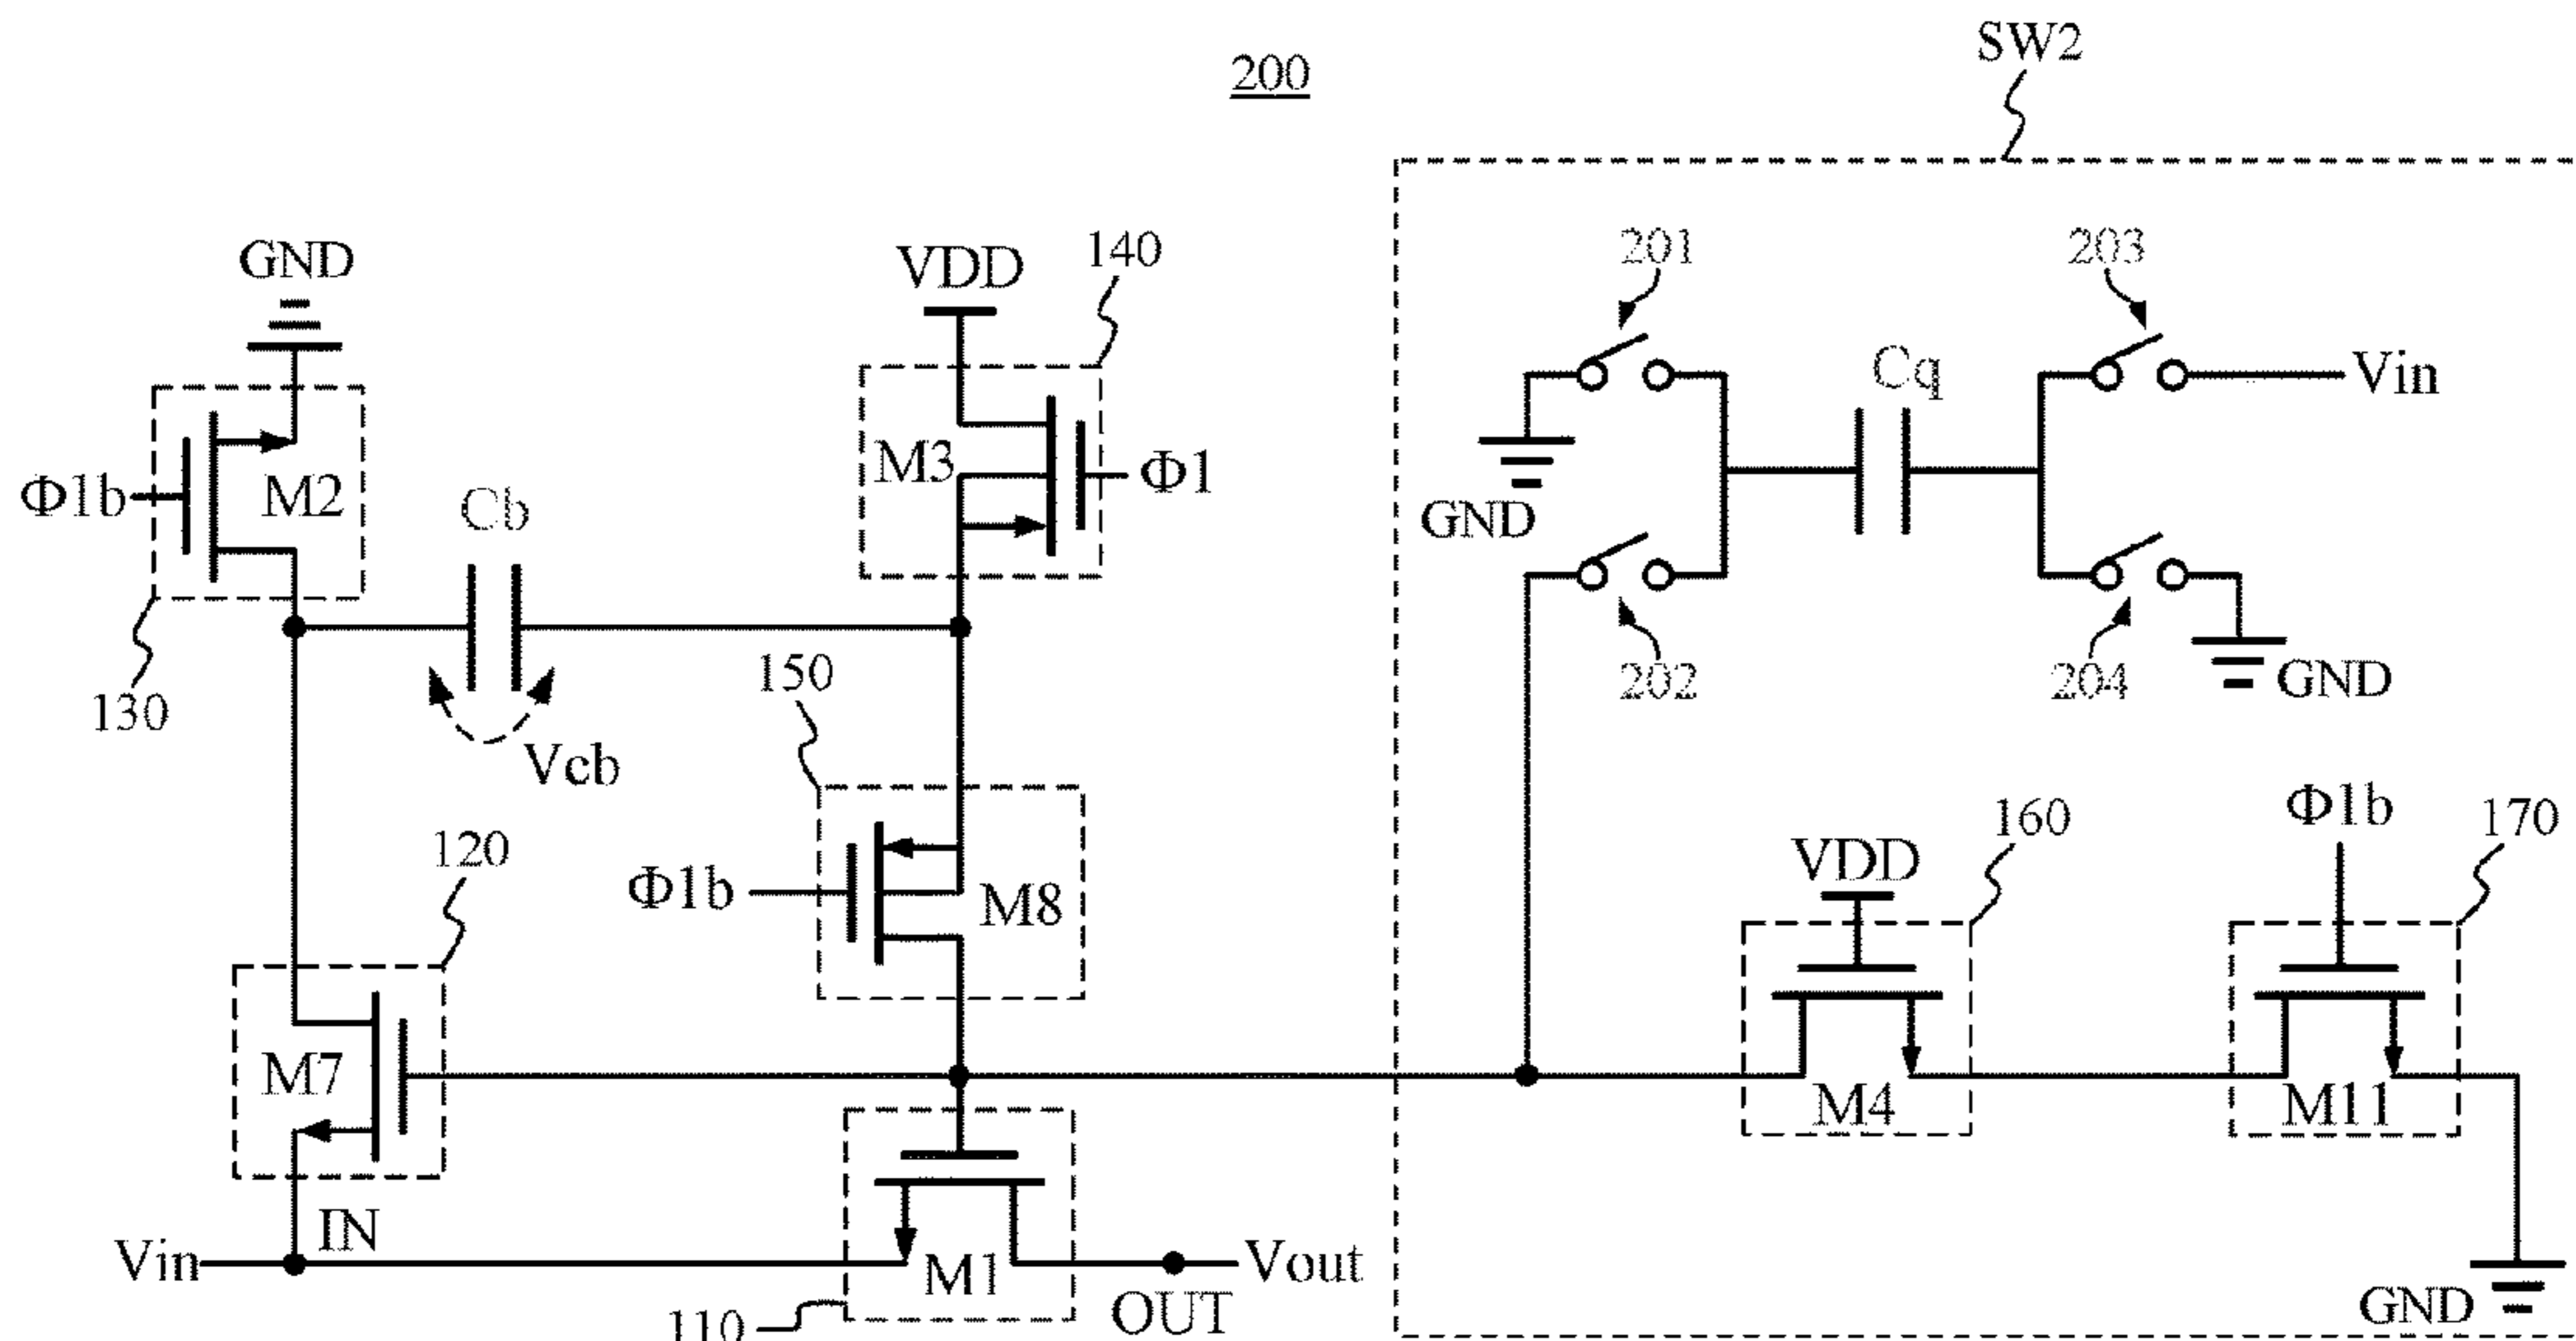 200
SW2
GND
VDD
140
201
203
Cq
Vin
Φ1b
M2
Cb
M3
Φ1
GND
130
Vcb
150
202
204
GND
120
Φ1b
M8
VDD
160
Φ1b
170
M7
M4
M11
IN
Vin
M1
Vout
OUT
110
GND